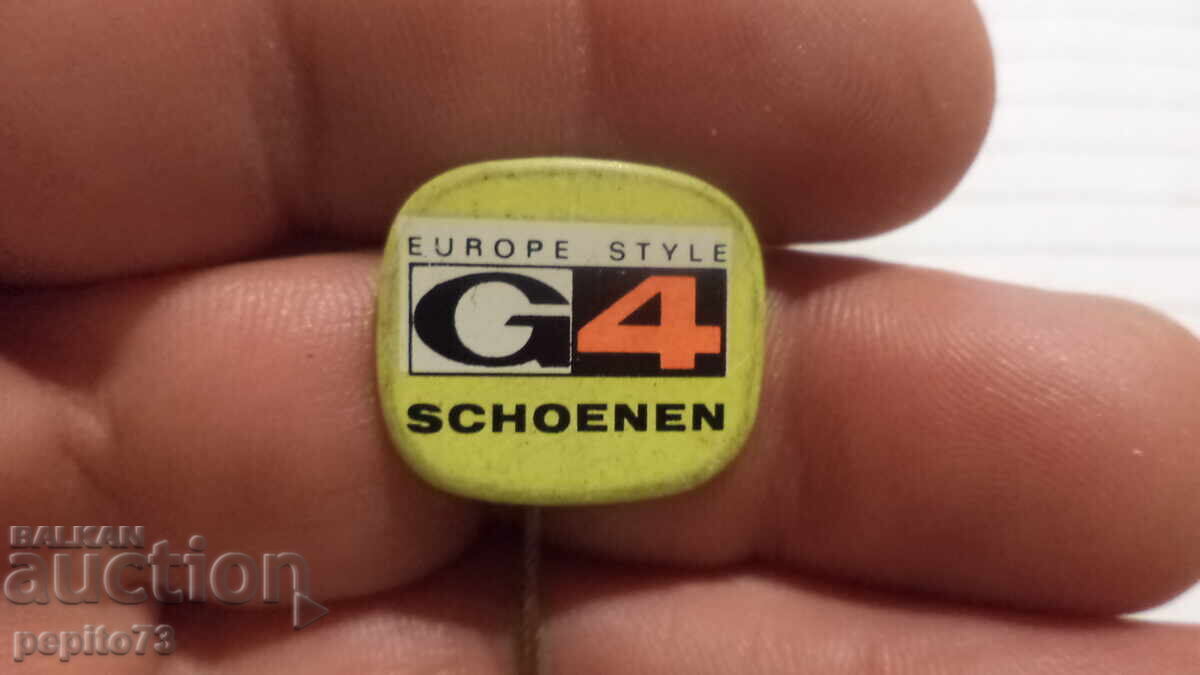 EUROPE STYLE
G4
SCHOENEN
BALKAN
auction
pepito73